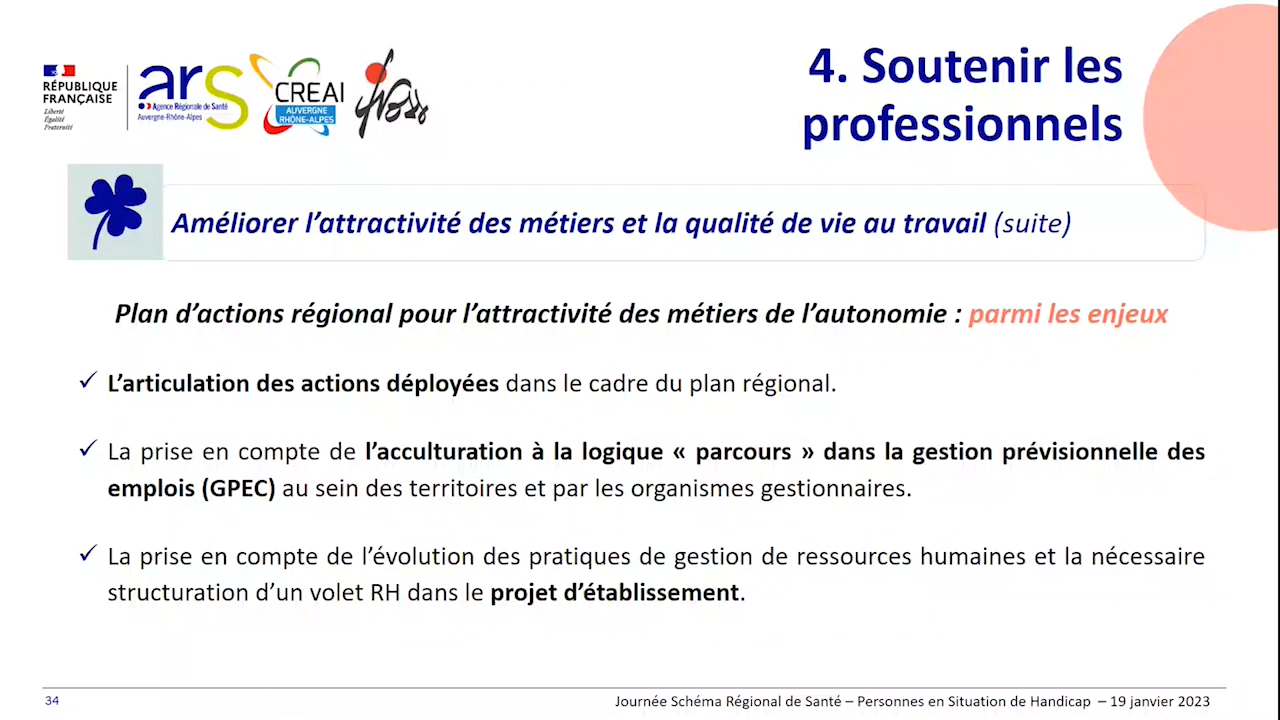 RÉPUBLIQUE
FRANÇAISE
Liberté
Égalité
Fraternité
ars
Agence Régionale de Santé
Auvergne-Rhône-Alpes
CREAI
AUVERGNE
RHÔNE-ALPES
4. Soutenir les
professionnels
Améliorer l’attractivité des métiers et la qualité de vie au travail (suite)
Plan d’actions régional pour l’attractivité des métiers de l’autonomie : parmi les enjeux
✓ L’articulation des actions déployées dans le cadre du plan régional.
✓ La prise en compte de l’acculturation à la logique « parcours » dans la gestion prévisionnelle des
emplois (GPEC) au sein des territoires et par les organismes gestionnaires.
✓ La prise en compte de l’évolution des pratiques de gestion de ressources humaines et la nécessaire
structuration d’un volet RH dans le projet d’établissement.
34
Journée Schéma Régional de Santé – Personnes en Situation de Handicap – 19 janvier 2023